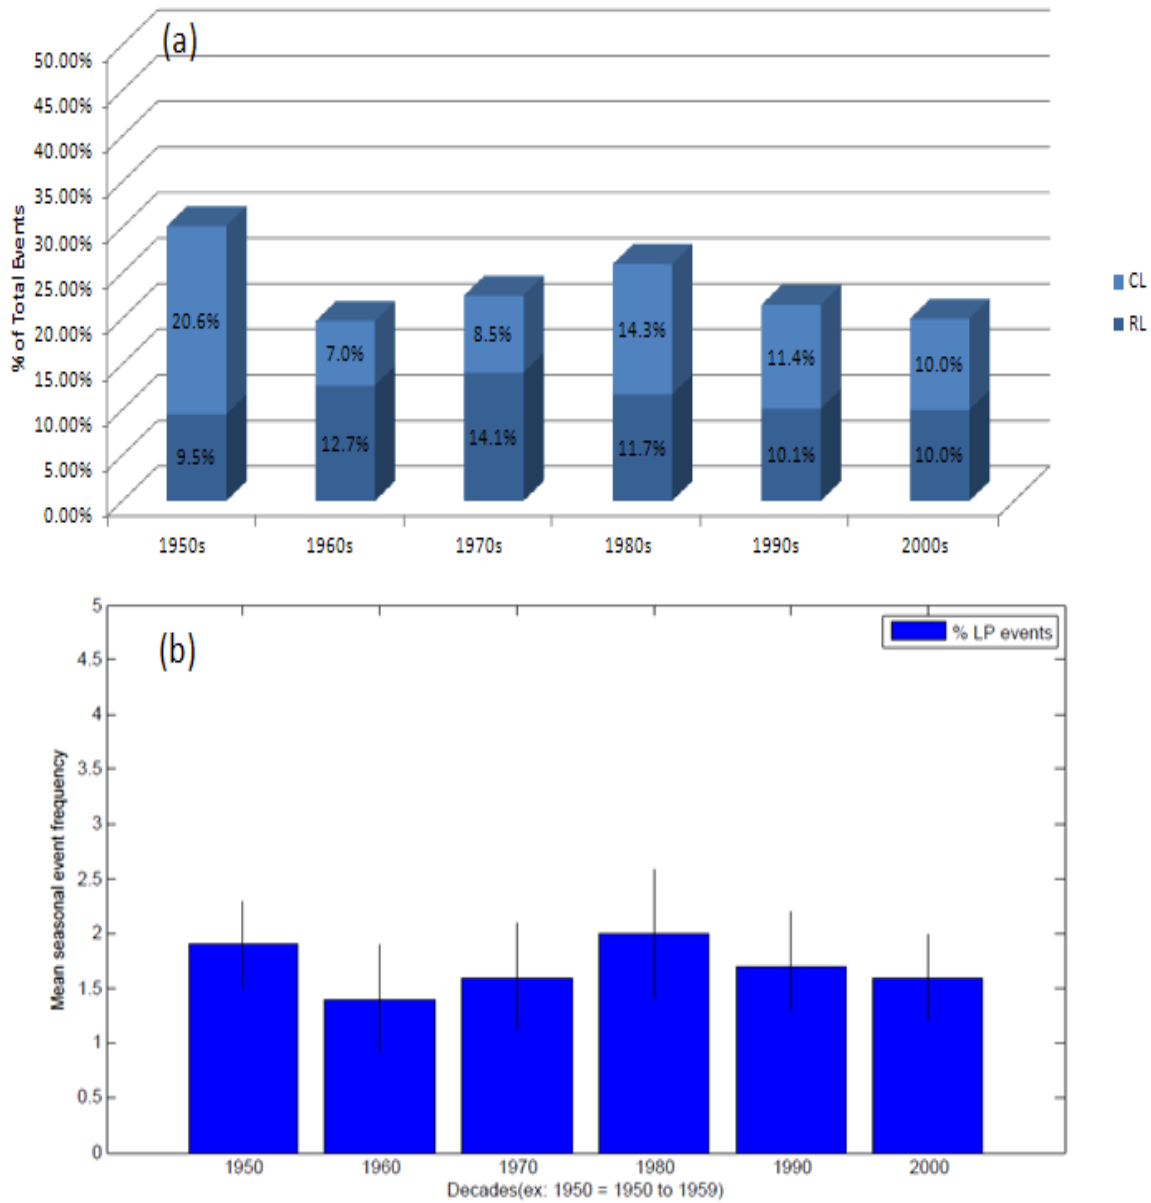 (a)
50.00%
45.00%
40.00%
35.00%
30.00%
25.00%
20.00%
15.00%
10.00%
5.00%
0.00%
% of Total Events
20.6% 7.0% 8.5% 14.3% 11.4% 10.0%
9.5% 12.7% 14.1% 11.7% 10.1% 10.0%
1950s 1960s 1970s 1980s 1990s 2000s
CL
RL
(b)
% LP events
5
4.5
4
3.5
3
2.5
2
1.5
1
0.5
0
Mean seasonal event frequency
1950 1960 1970 1980 1990 2000
Decades(ex: 1950 = 1950 to 1959)